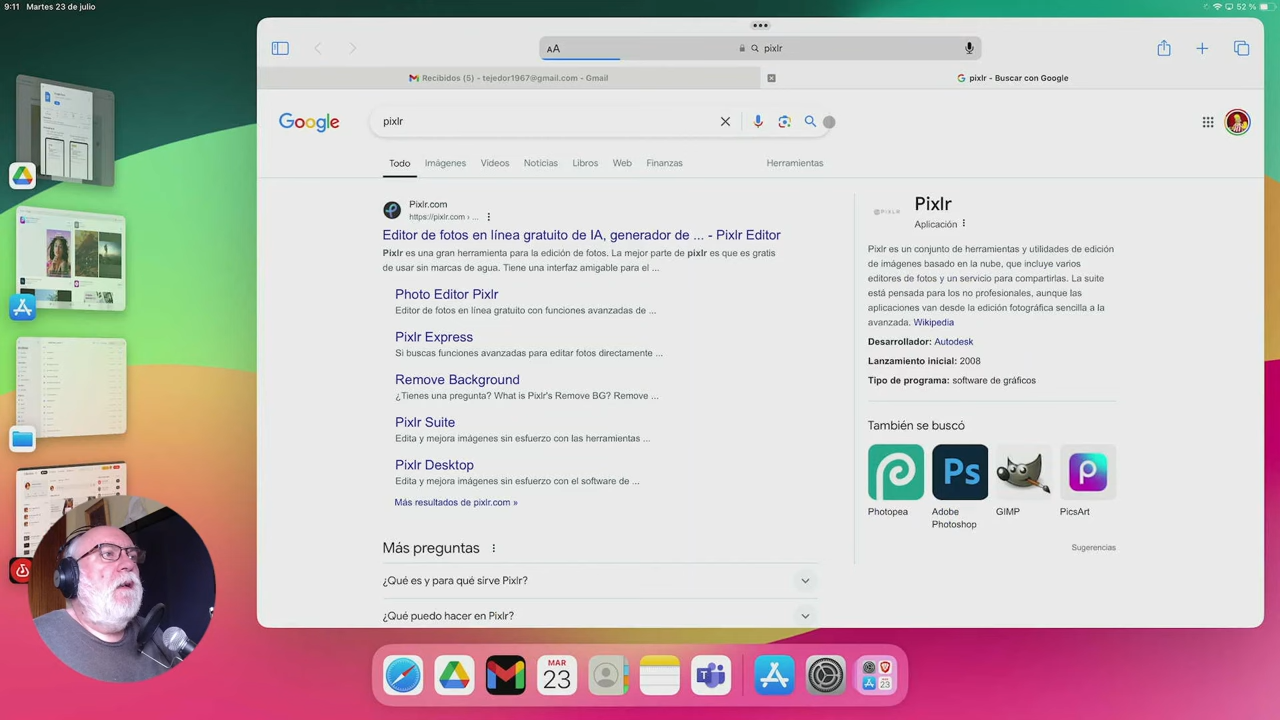 9:11 Martes 23 de julio
52 %
AA
pixlr
Recibidos (5) - tejedor1967@gmail.com - Gmail
pixlr - Buscar con Google
Google
pixlr
Todo
Imágenes
Videos
Noticias
Libros
Web
Finanzas
Herramientas
Pixlr.com
https://pixlr.com › ...
Editor de fotos en línea gratuito de IA, generador de ... - Pixlr Editor
Pixlr es una gran herramienta para la edición de fotos. La mejor parte de pixlr es que es gratis
de usar sin marcas de agua. Tiene una interfaz amigable para el ...
Photo Editor Pixlr
Editor de fotos en línea gratuito con funciones avanzadas de ...
Pixlr Express
Si buscas funciones avanzadas para editar fotos directamente ...
Remove Background
¿Tienes una pregunta? What is Pixlr's Remove BG? Remove ...
Pixlr Suite
Edita y mejora imágenes sin esfuerzo con las herramientas ...
Pixlr Desktop
Edita y mejora imágenes sin esfuerzo con el software de ...
Más resultados de pixlr.com »
Más preguntas
¿Qué es y para qué sirve Pixlr?
¿Qué puedo hacer en Pixlr?
PIXLR
Pixlr
Aplicación
Pixlr es un conjunto de herramientas y utilidades de edición
de imágenes basado en la nube, que incluye varios
editores de fotos y un servicio para compartirlas. La suite
está pensada para los no profesionales, aunque las
aplicaciones van desde la edición fotográfica sencilla a la
avanzada. Wikipedia
Desarrollador: Autodesk
Lanzamiento inicial: 2008
Tipo de programa: software de gráficos
También se buscó
Ps
Photopea
Adobe
Photoshop
GIMP
PicsArt
Sugerencias
MAR
23
23